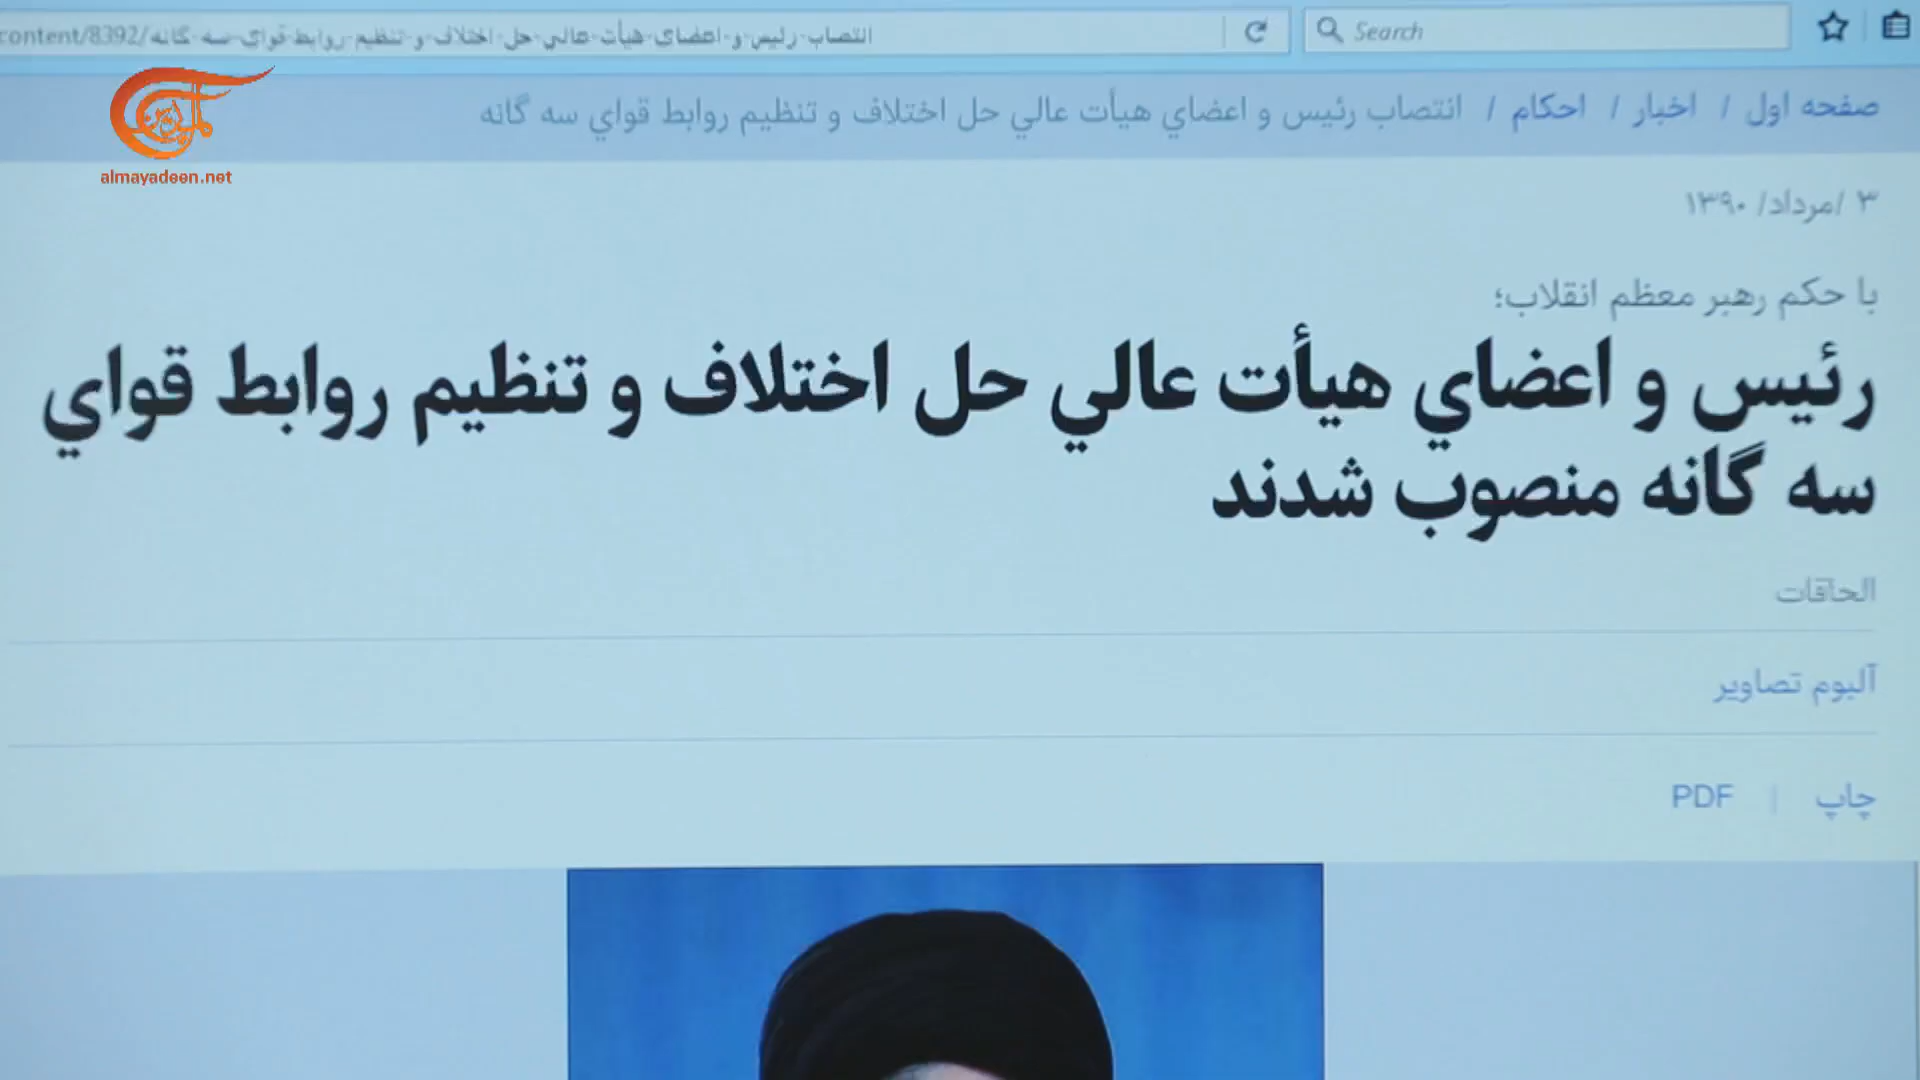 content/8392/انتصاب-رئیس-و-اعضای-هیأت-عالی-حل-اختلاف-و-تنظیم-روابط-قوای-سه-گانه
Search
almayadeen.net
صفحه اول / اخبار / احکام / انتصاب رئيس و اعضاي هيأت عالي حل اختلاف و تنظيم روابط قواي سه گانه
۳ /مرداد/ ۱۳۹۰
با حکم رهبر معظم انقلاب؛
رئيس و اعضاي هيأت عالي حل اختلاف و تنظيم روابط قواي
سه گانه منصوب شدند
الحاقات
آلبوم تصاویر
چاپ | PDF